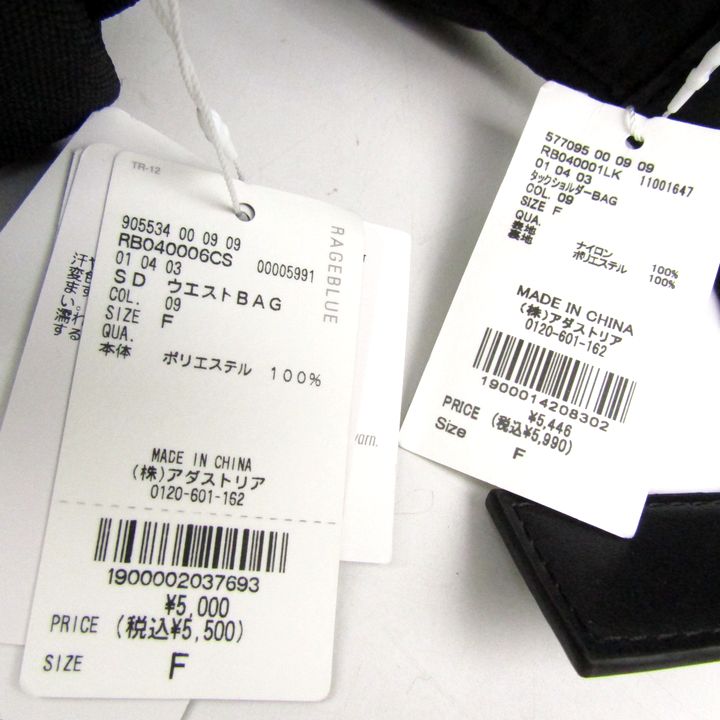 TR-12
RAGEBLUE
905534 00 09 09
RB040006CS 00005991
01 04 03
SD ウエストBAG
COL. 09
SIZE F
QUA.
本体 ポリエステル 100%
MADE IN CHINA
(株)アダストリア
0120-601-162
1900002037693
¥5,000
PRICE (税込¥5,500)
SIZE F
577095 00 09 09
RB040001LK 11001647
01 04 03
タックショルダーBAG
COL. 09
SIZE F
QUA.
表地 ナイロン 100%
裏地 ポリエステル 100%
MADE IN CHINA
(株)アダストリア
0120-601-162
1900014208302
PRICE ¥5,446
(税込¥5,990)
Size F